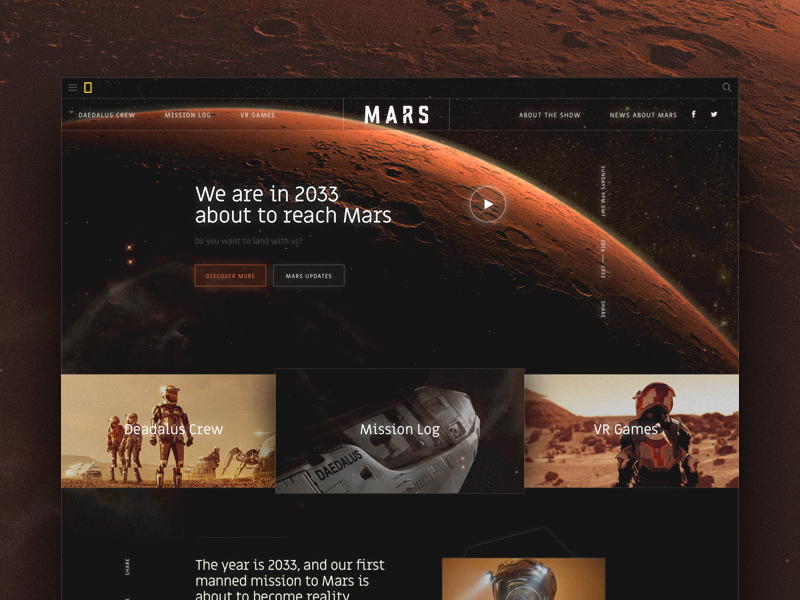 DAEDALUS CREW
MISSION LOG
VR GAMES
MARS
ABOUT THE SHOW
NEWS ABOUT MARS
We are in 2033
about to reach Mars
Do you want to land with us?
DISCOVER MORE
MARS UPDATES
SUNDAYS 9PM GMT
2016 — 2033
SHARE
Deadalus Crew
Mission Log
VR Games
DAEDALUS
SHARE
The year is 2033, and our first
manned mission to Mars is
about to become reality.